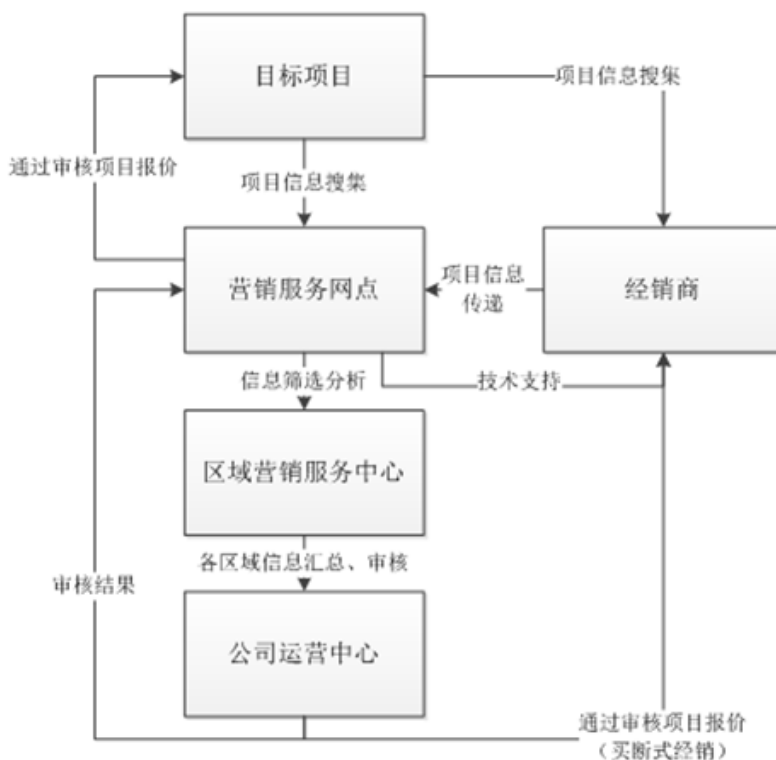 目标项目
项目信息搜集
通过审核项目报价
项目信息搜集
营销服务网点
项目信息
传递
经销商
信息筛选分析
技术支持
区域营销服务中心
各区域信息汇总、审核
审核结果
公司运营中心
通过审核项目报价
（买断式经销）